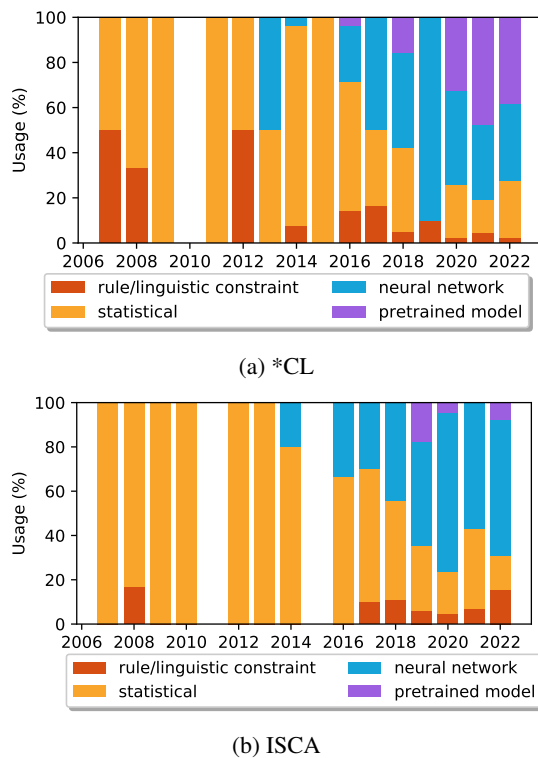 100
80
60
40
20
0
Usage (%)
2006 2008 2010 2012 2014 2016 2018 2020 2022
rule/linguistic constraint neural network
statistical pretrained model
(a) *CL
100
80
60
40
20
0
Usage (%)
2006 2008 2010 2012 2014 2016 2018 2020 2022
rule/linguistic constraint neural network
statistical pretrained model
(b) ISCA